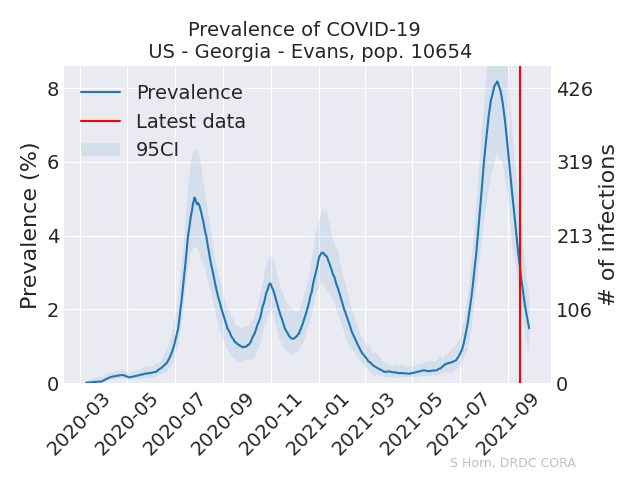 Prevalence of COVID-19
US - Georgia - Evans, pop. 10654
Prevalence
Latest data
95CI
Prevalence (%)
8
6
4
2
0
426
319
213
106
0
# of infections
2020-03
2020-05
2020-07
2020-09
2020-11
2021-01
2021-03
2021-05
2021-07
2021-09
S Horn, DRDC CORA